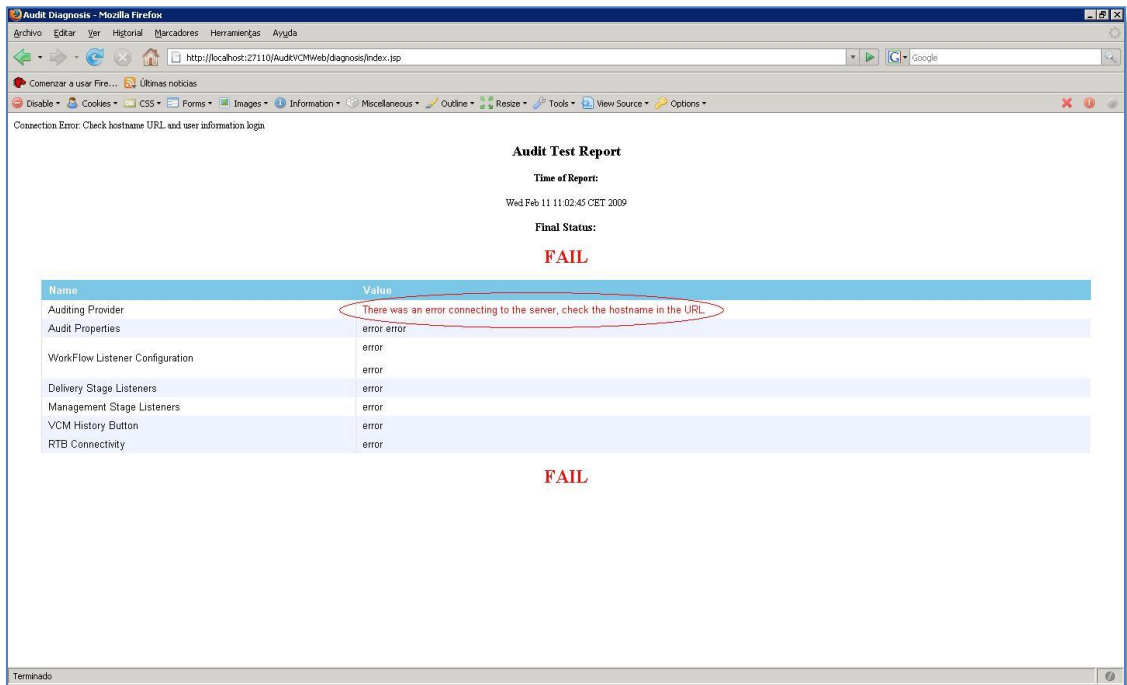 Audit Diagnosis - Mozilla Firefox
Archivo Editar Ver Historial Marcadores Herramientas Ayuda
http://localhost:27110/AuditVCMWeb/diagnosis/index.jsp
G Google
Comenzar a usar Fire... Últimas noticias
Disable Cookies CSS Forms Images Information Miscellaneous Outline Resize Tools View Source Options
Connection Error: Check hostname URL and user information login
Audit Test Report
Time of Report:
Wed Feb 11 11:02:45 CET 2009
Final Status:
FAIL
Name Value
Auditing Provider There was an error connecting to the server, check the hostname in the URL.
Audit Properties error error
WorkFlow Listener Configuration error
error
Delivery Stage Listeners error
Management Stage Listeners error
VCM History Button error
RTB Connectivity error
FAIL
Terminado